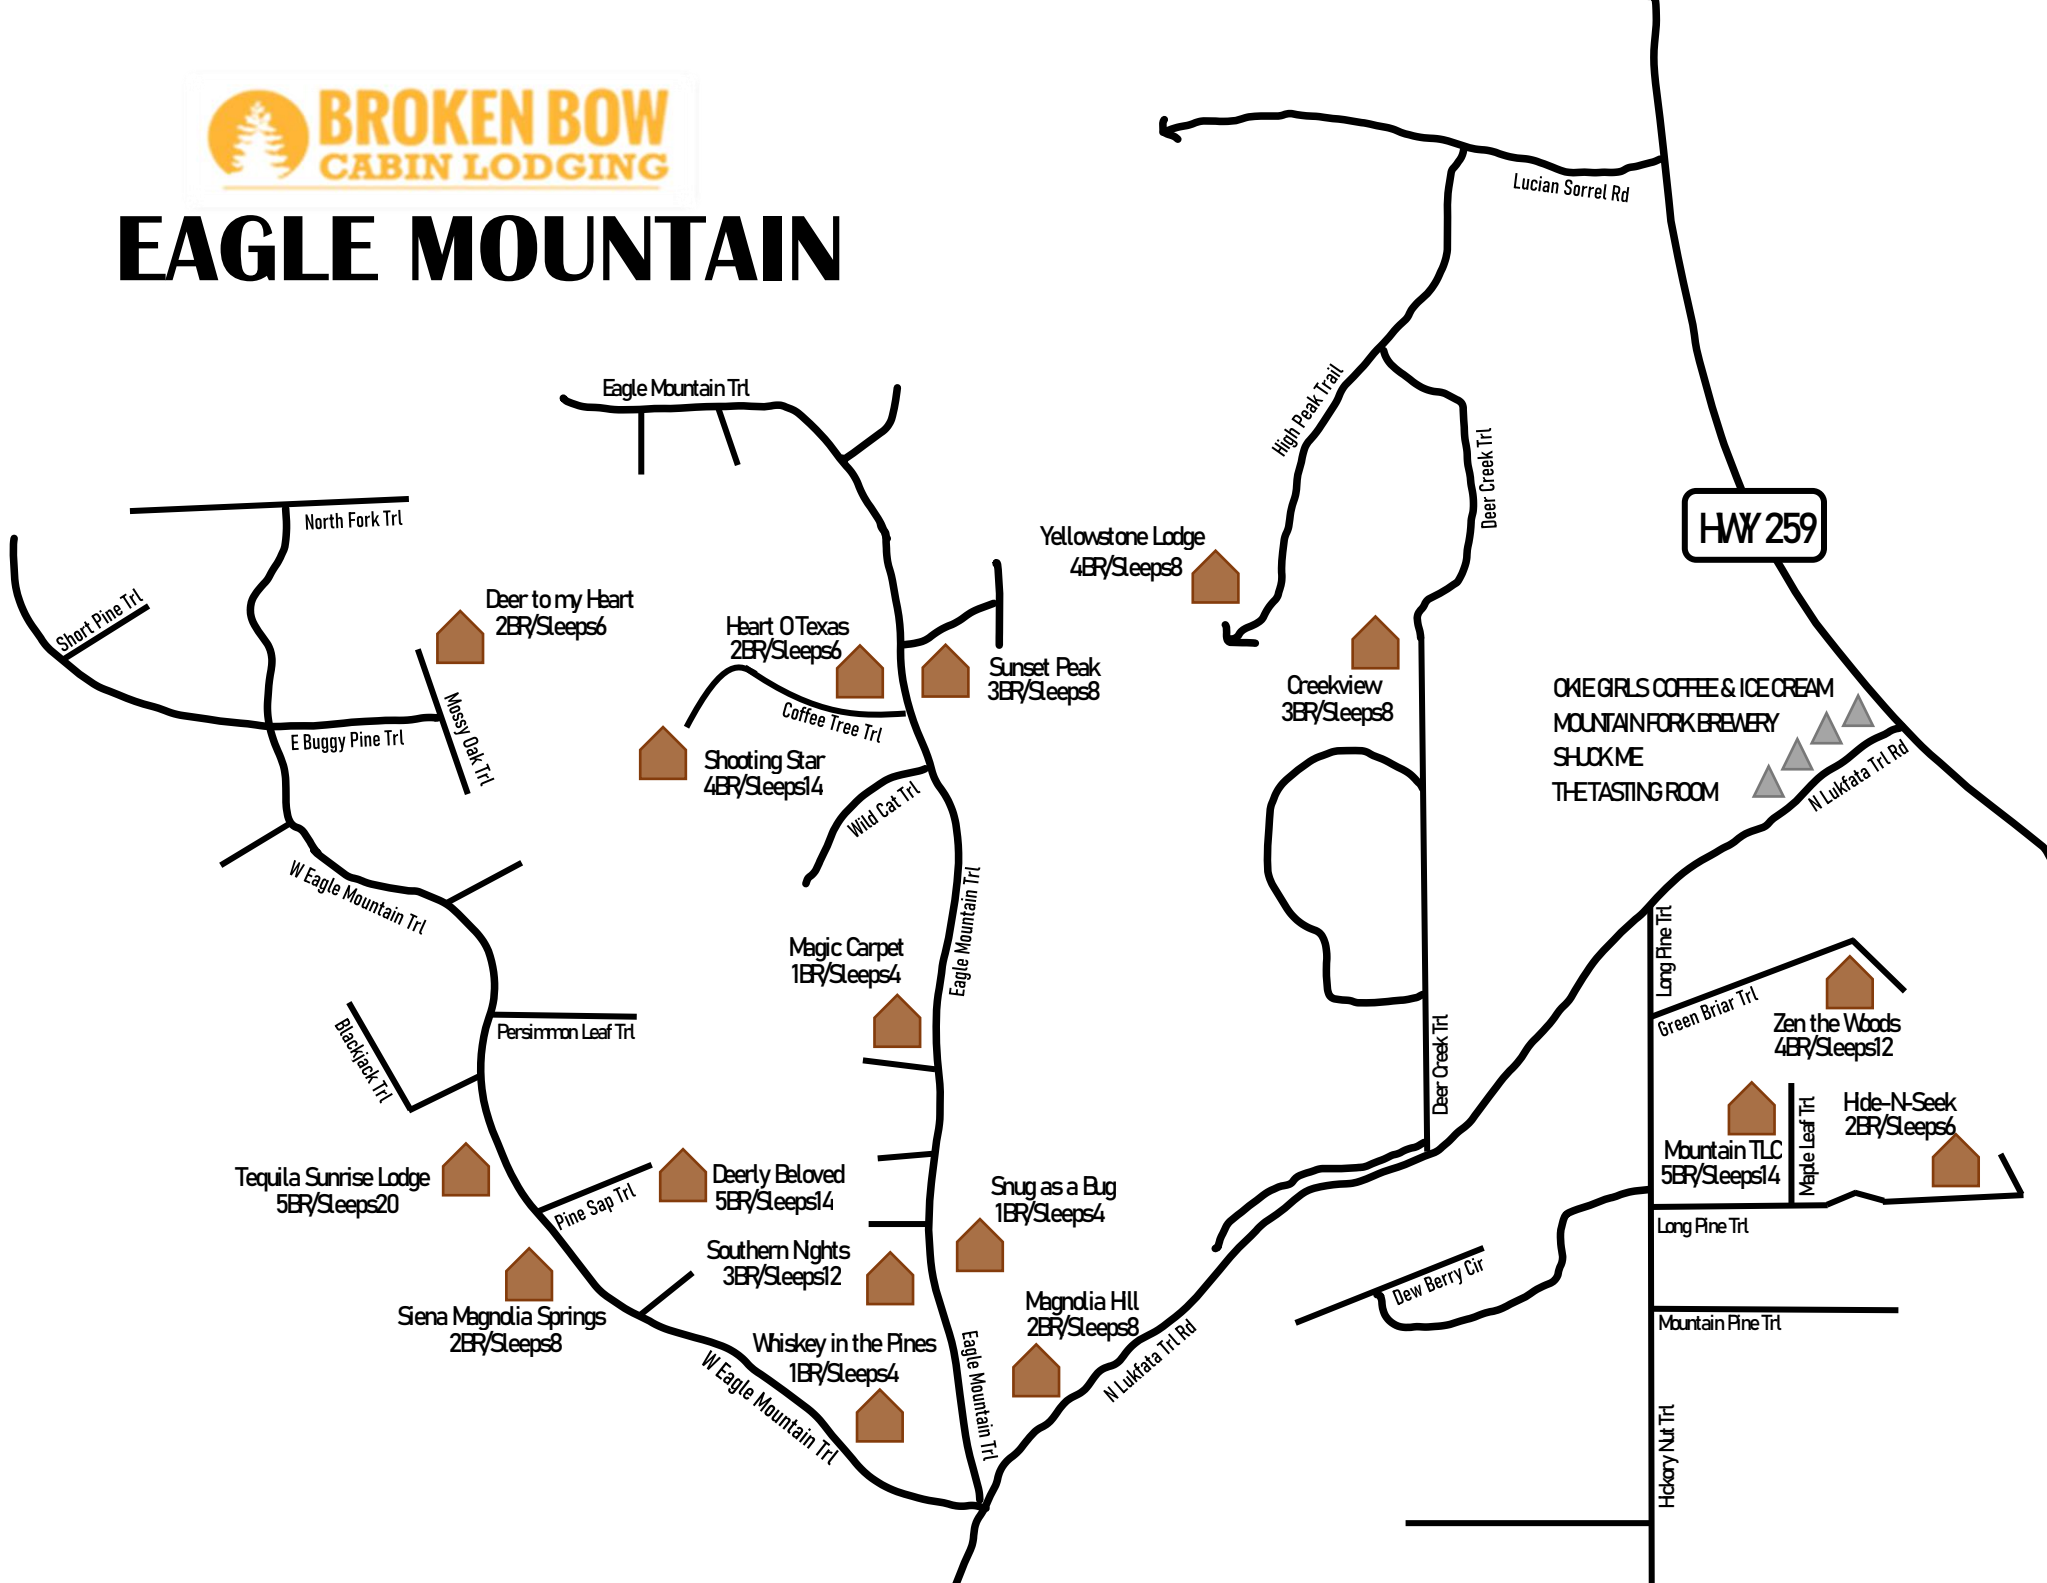 BROKEN BOW
CABIN LODGING
EAGLE MOUNTAIN
Lucian Sorrel Rd
High Peak Trail
Deer Creek Trl
HWY 259
Eagle Mountain Trl
North Fork Trl
Short Pine Trl
E Buggy Pine Trl
Mossy Oak Trl
Deer to my Heart
2BR/Sleeps6
Heart O Texas
2BR/Sleeps6
Coffee Tree Trl
Sunset Peak
3BR/Sleeps8
Shooting Star
4BR/Sleeps14
Wild Cat Trl
Yellowstone Lodge
4BR/Sleeps8
Creekview
3BR/Sleeps8
OKIE GIRLS COFFEE & ICE CREAM
MOUNTAIN FORK BREWERY
SHUCK ME
THE TASTING ROOM
N Lukfata Trl Rd
W Eagle Mountain Trl
Eagle Mountain Trl
Magic Carpet
1BR/Sleeps4
Persimmon Leaf Trl
Blackjack Trl
Deer Creek Trl
Long Pine Trl
Green Briar Trl
Zen the Woods
4BR/Sleeps12
Mountain TLC
5BR/Sleeps14
Maple Leaf Trl
Hide-N-Seek
2BR/Sleeps6
Long Pine Trl
Tequila Sunrise Lodge
5BR/Sleeps20
Pine Sap Trl
Deerly Beloved
5BR/Sleeps14
Snug as a Bug
1BR/Sleeps4
Southern Nights
3BR/Sleeps12
Siena Magnolia Springs
2BR/Sleeps8
Magnolia Hill
2BR/Sleeps8
Whiskey in the Pines
1BR/Sleeps4
W Eagle Mountain Trl
Eagle Mountain Trl
N Lukfata Trl Rd
Dew Berry Cir
Mountain Pine Trl
Hickory Nut Trl